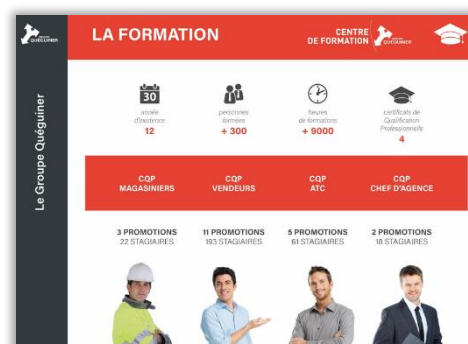 QUÉGUINER
LA FORMATION
CENTRE
DE FORMATION
QUÉGUINER
Le Groupe Quéguiner
30
année
d'existence
12
personnes
formées
+ 300
heures
de formations
+ 9000
certificats de
Qualification
Professionnelle
4
CQP
MAGASINIERS
CQP
VENDEURS
CQP
ATC
CQP
CHEF D'AGENCE
3 PROMOTIONS
22 STAGIAIRES
11 PROMOTIONS
193 STAGIAIRES
5 PROMOTIONS
61 STAGIAIRES
2 PROMOTIONS
18 STAGIAIRES